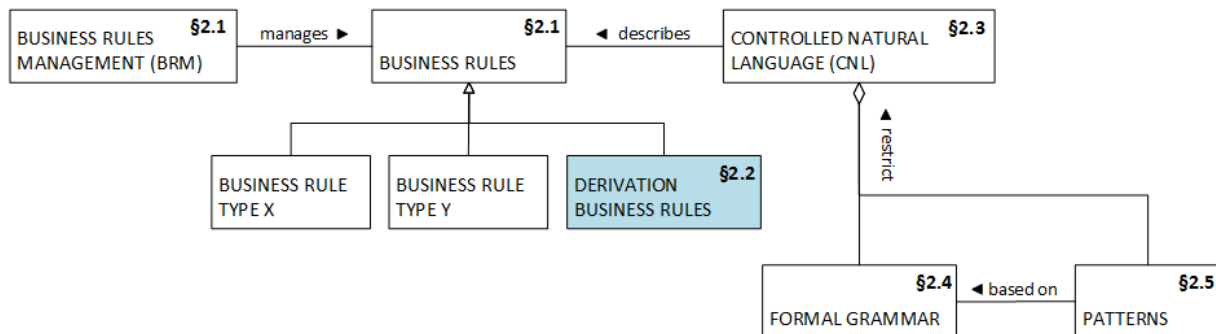 §2.1
BUSINESS RULES
MANAGEMENT (BRM)
manages ►
§2.1
BUSINESS RULES
◄ describes
§2.3
CONTROLLED NATURAL
LANGUAGE (CNL)
▲ restrict
BUSINESS RULE
TYPE X
BUSINESS RULE
TYPE Y
§2.2
DERIVATION
BUSINESS RULES
§2.4
FORMAL GRAMMAR
◄ based on
§2.5
PATTERNS